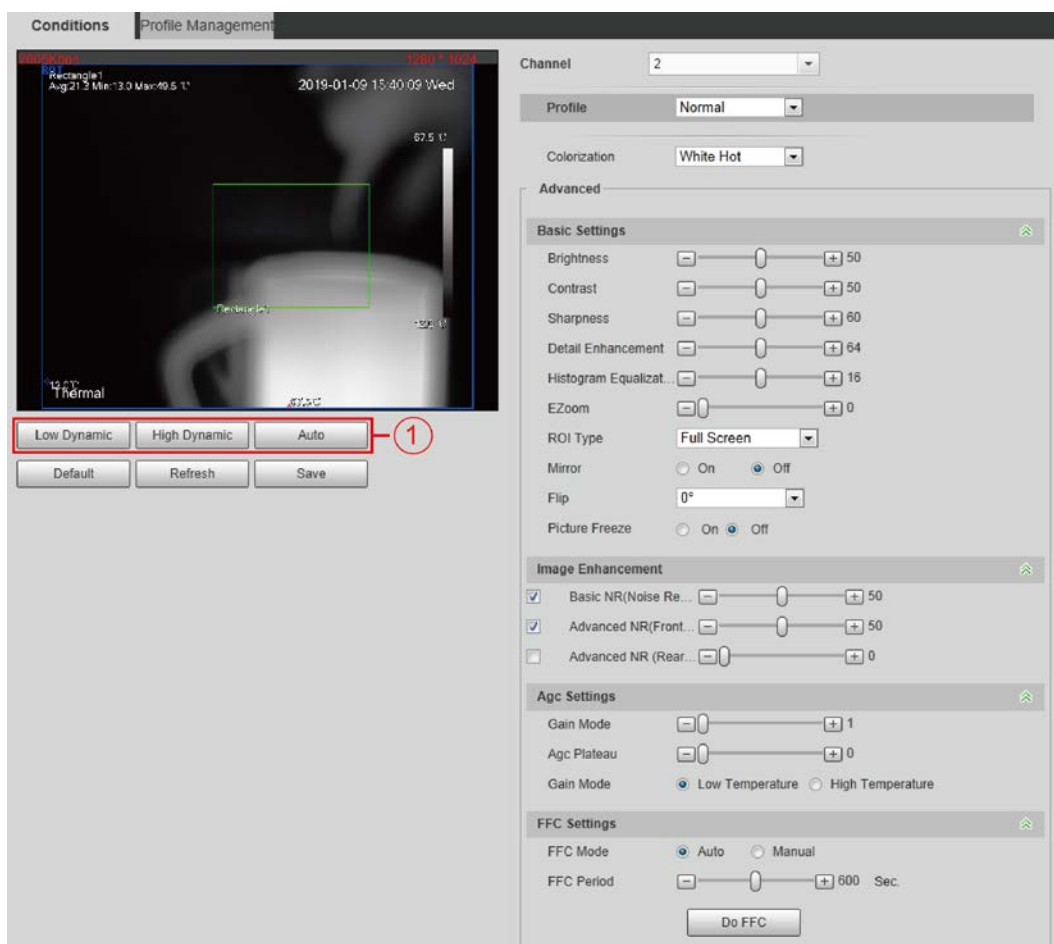 Conditions
Profile Management
1280 * 1024
Rectangle1
Avg:21.3 Min:13.0 Max:49.5 ℃
2019-01-09 15:40:09 Wed
67.5 ℃
Rectangle1
Thermal
Low Dynamic
High Dynamic
Auto
1
Default
Refresh
Save
Channel 2
Profile Normal
Colorization White Hot
Advanced
Basic Settings
Brightness 50
Contrast 50
Sharpness 60
Detail Enhancement 64
Histogram Equalizat... 16
EZoom 0
ROI Type Full Screen
Mirror On Off
Flip 0°
Picture Freeze On Off
Image Enhancement
Basic NR(Noise Re... 50
Advanced NR(Front... 50
Advanced NR (Rear... 0
Agc Settings
Gain Mode 1
Agc Plateau 0
Gain Mode Low Temperature High Temperature
FFC Settings
FFC Mode Auto Manual
FFC Period 600 Sec.
Do FFC